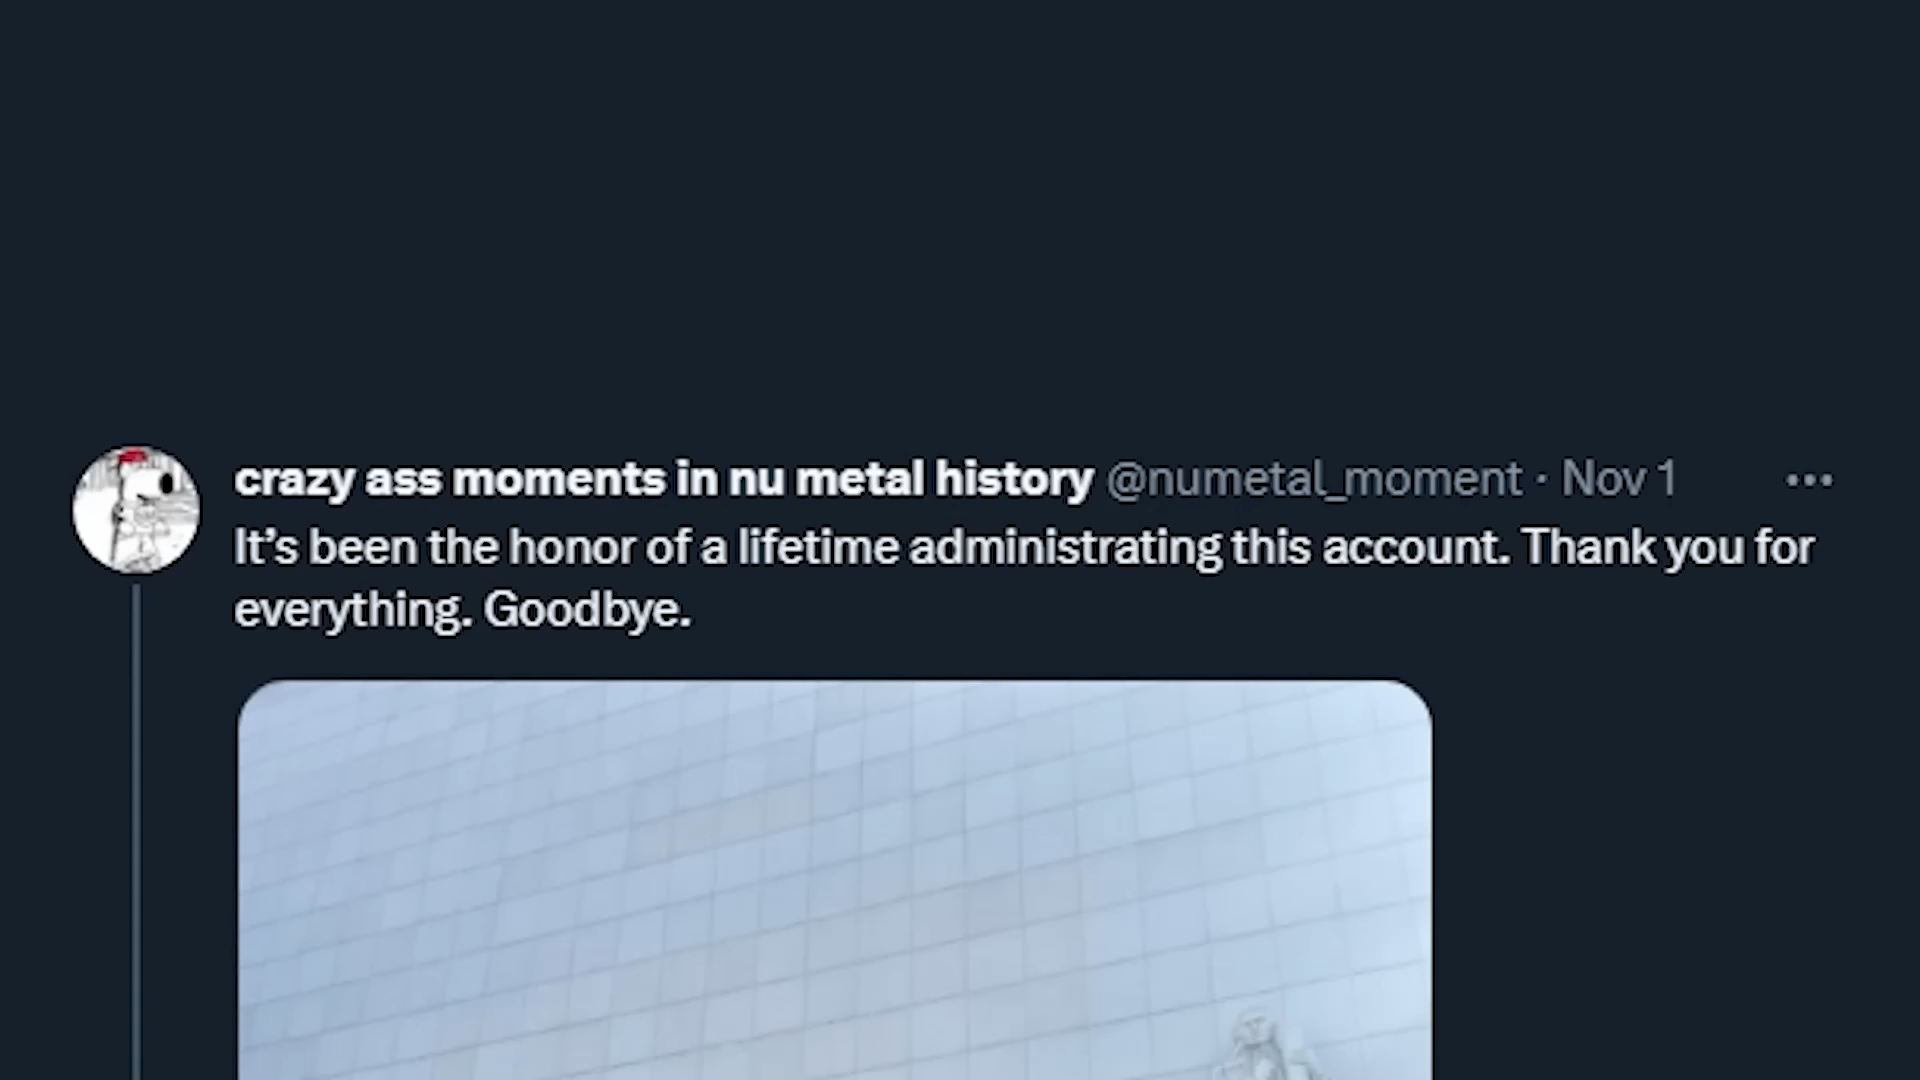 crazy ass moments in nu metal history @numetal_moment · Nov 1
It’s been the honor of a lifetime administrating this account. Thank you for
everything. Goodbye.